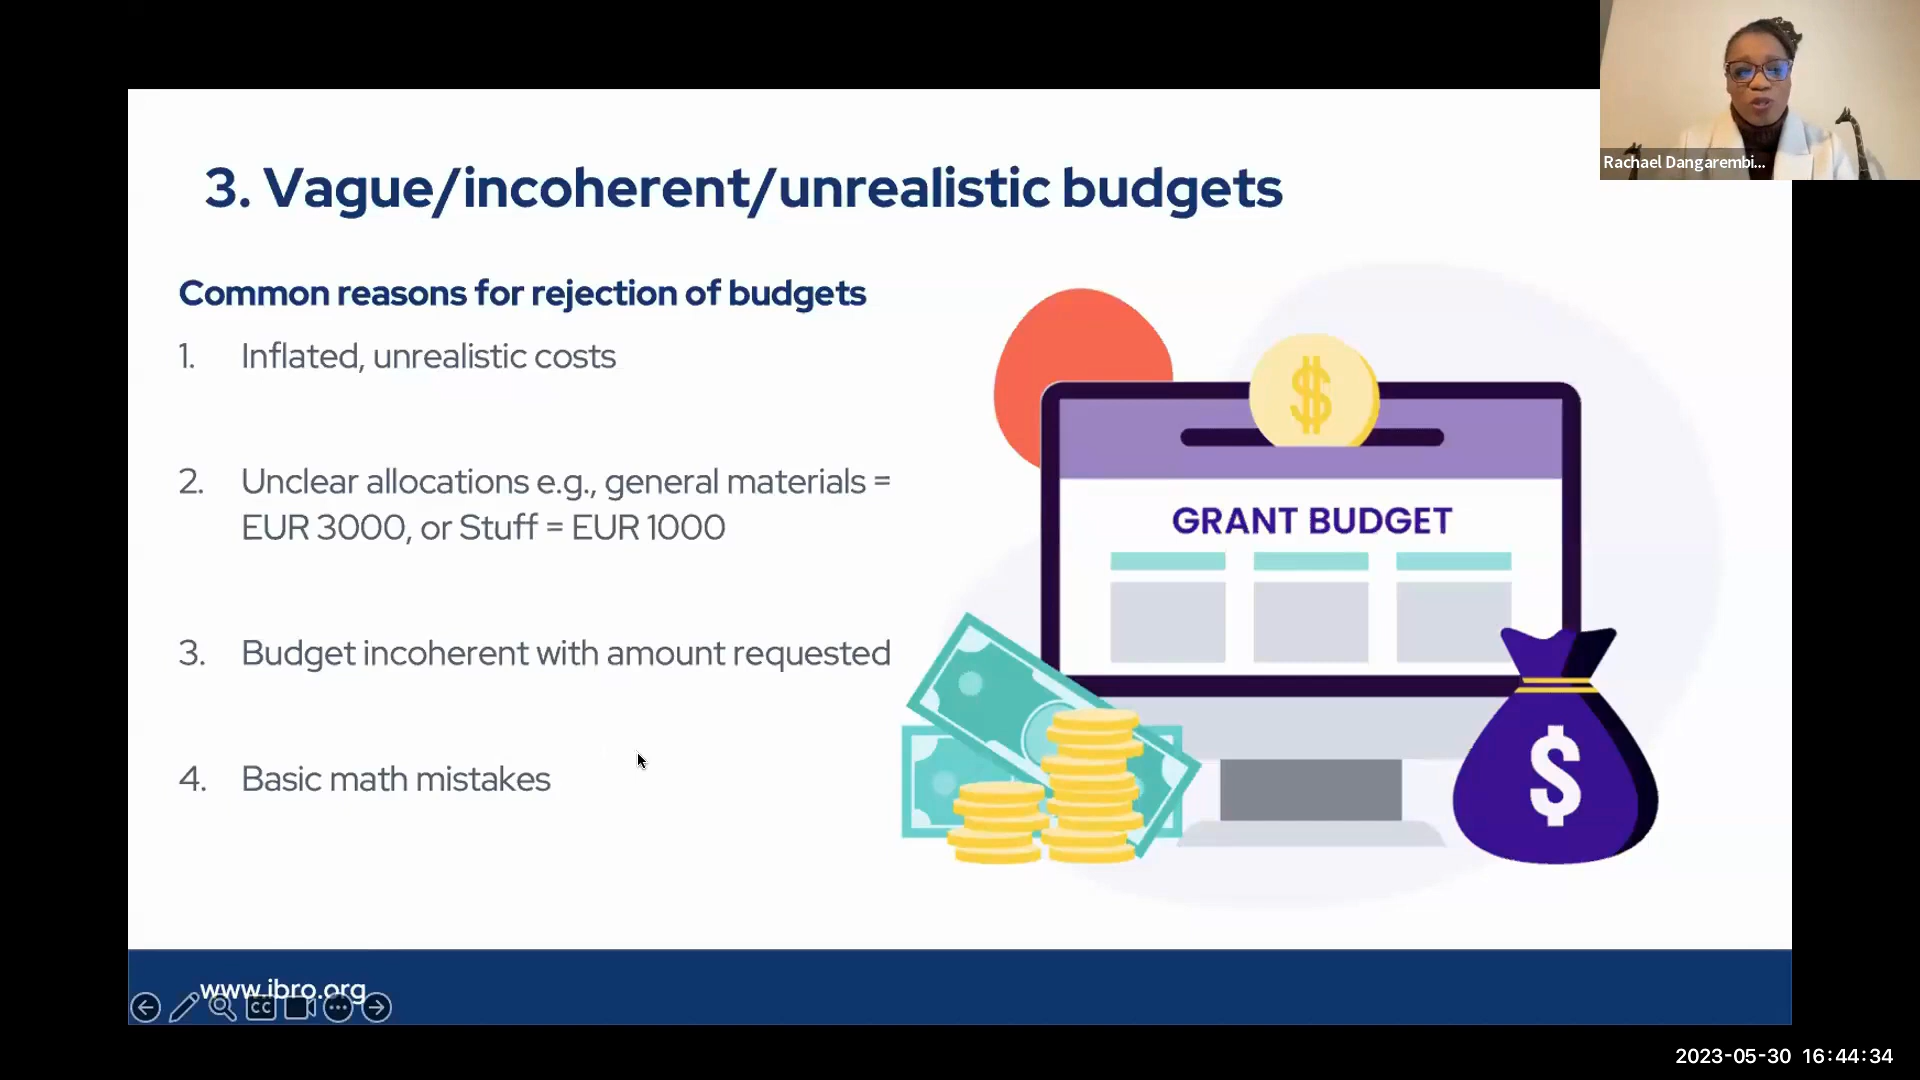 Rachael Dangarembi...
3. Vague/incoherent/unrealistic budgets
Common reasons for rejection of budgets
1. Inflated, unrealistic costs
2. Unclear allocations e.g., general materials =
EUR 3000, or Stuff = EUR 1000
3. Budget incoherent with amount requested
4. Basic math mistakes
$
GRANT BUDGET
$
www.ibro.org
CC
2023-05-30 16:44:34